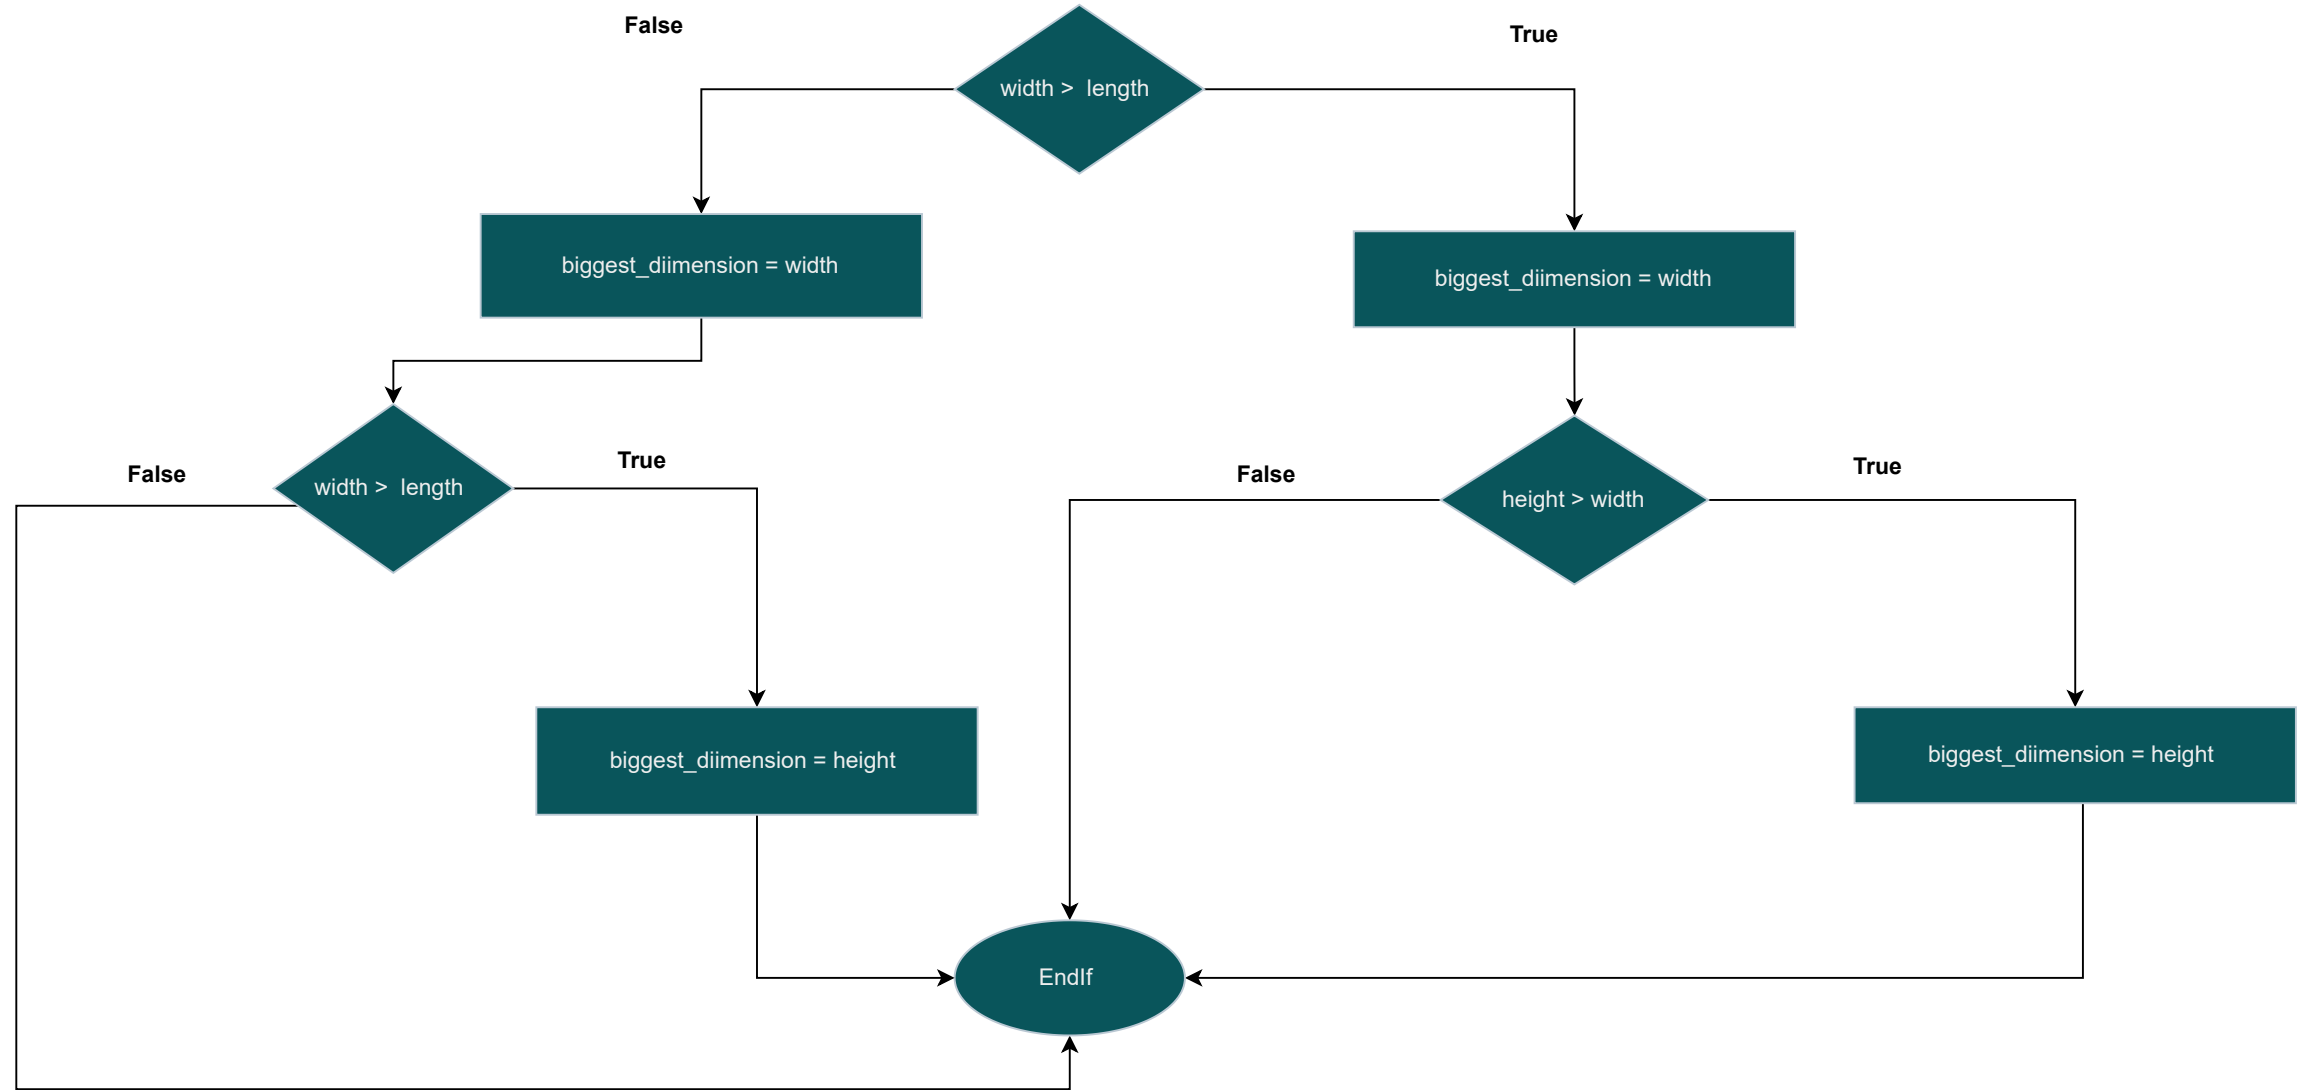 False
True
width >  length
biggest_diimension = width
biggest_diimension = width
False
True
width >  length
False
True
height > width
biggest_diimension = height
biggest_diimension = height
EndIf